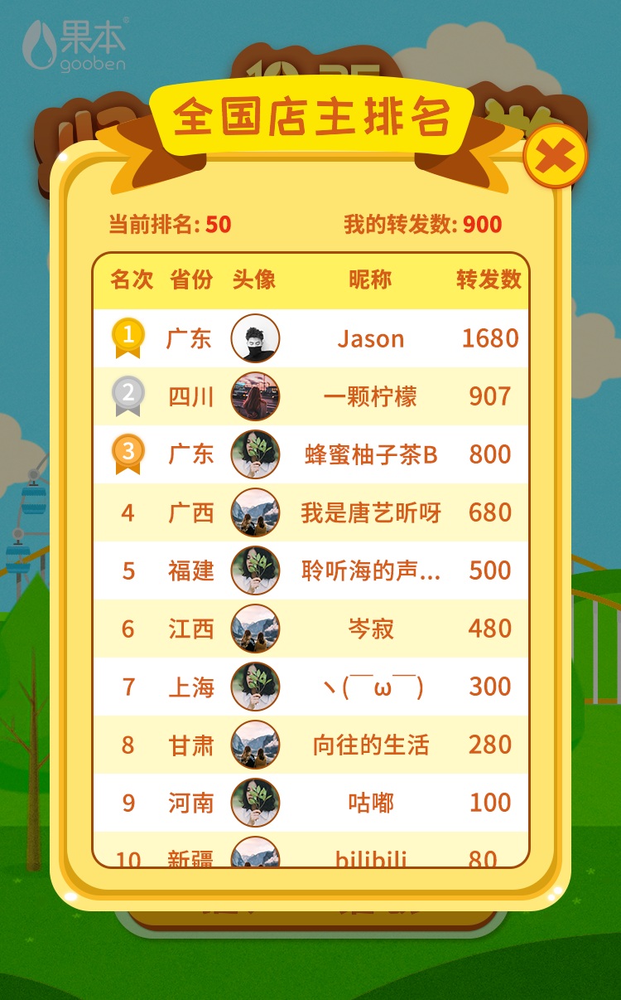 果本®
gooben
全国店主排名
当前排名: 50 我的转发数: 900
名次 省份 头像 昵称 转发数
1 广东 Jason 1680
2 四川 一颗柠檬 907
3 广东 蜂蜜柚子茶B 800
4 广西 我是唐艺昕呀 680
5 福建 聆听海的声... 500
6 江西 岑寂 480
7 上海 ヽ(￣ω￣) 300
8 甘肃 向往的生活 280
9 河南 咕嘟 100
10 新疆 bilibili 80